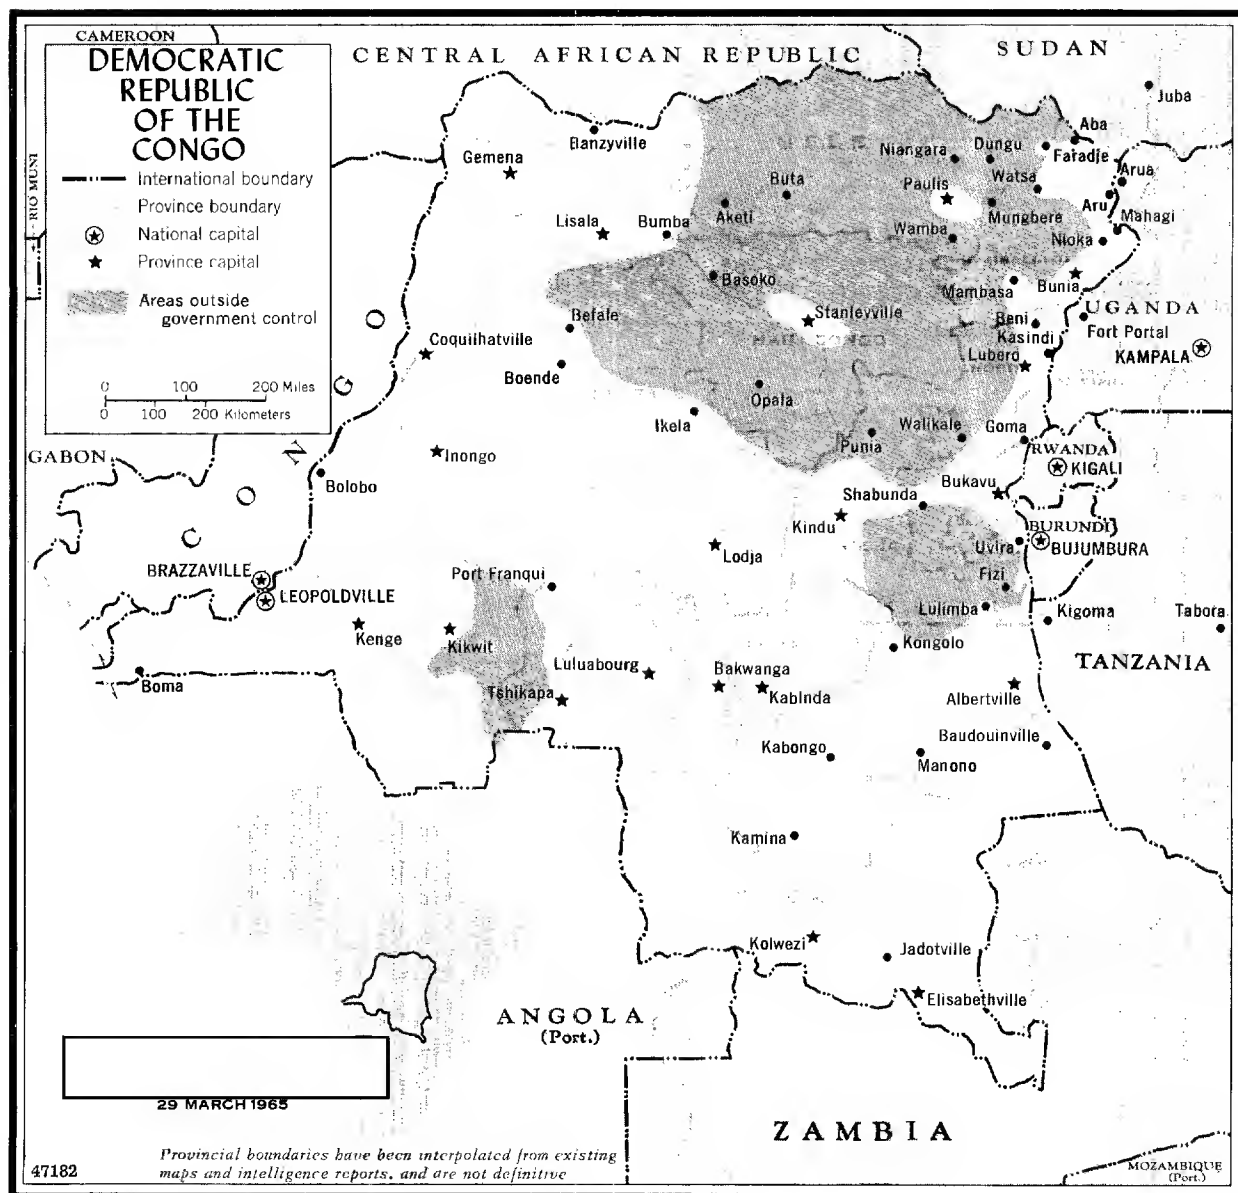 CAMEROON
DEMOCRATIC
REPUBLIC
OF THE
CONGO
International boundary
Province boundary
National capital
Province capital
Areas outside
government control
0 100 200 Miles
0 100 200 Kilometers
RIO MUNI
CENTRAL AFRICAN REPUBLIC
SUDAN
Juba
Banzyville
Gemena
Niangara
Dungu
Aba
Faradje
Watsa
Arua
Paulis
Buta
Aketi
Mungbere
Aru
Mahagi
Lisala
Bumba
Wamba
Nioka
Basoko
Mambasa
Bunia
UGANDA
Stanleyville
Beni
Fort Portal
Befale
Kasindi
KAMPALA
Coquilhatville
Lubero
Boende
Opala
Ikela
Walikale
Goma
Punia
RWANDA
KIGALI
GABON
CONGO
Inongo
Bolobo
Shabunda
Bukavu
Kindu
BURUNDI
Uvira
BUJUMBURA
Lodja
BRAZZAVILLE
Port Franqui
Fizi
LEOPOLDVILLE
Lulimba
Kigoma
Tabora
Kenge
Kikwit
Kongolo
TANZANIA
Boma
Luluabourg
Bakwanga
Tshikapa
Kabinda
Albertville
Kabongo
Baudouinville
Manono
Kamina
Kolwezi
Jadotville
Elisabethville
ANGOLA
(Port.)
29 MARCH 1965
ZAMBIA
Provincial boundaries have been interpolated from existing
maps and intelligence reports, and are not definitive
47182
MOZAMBIQUE
(Port.)